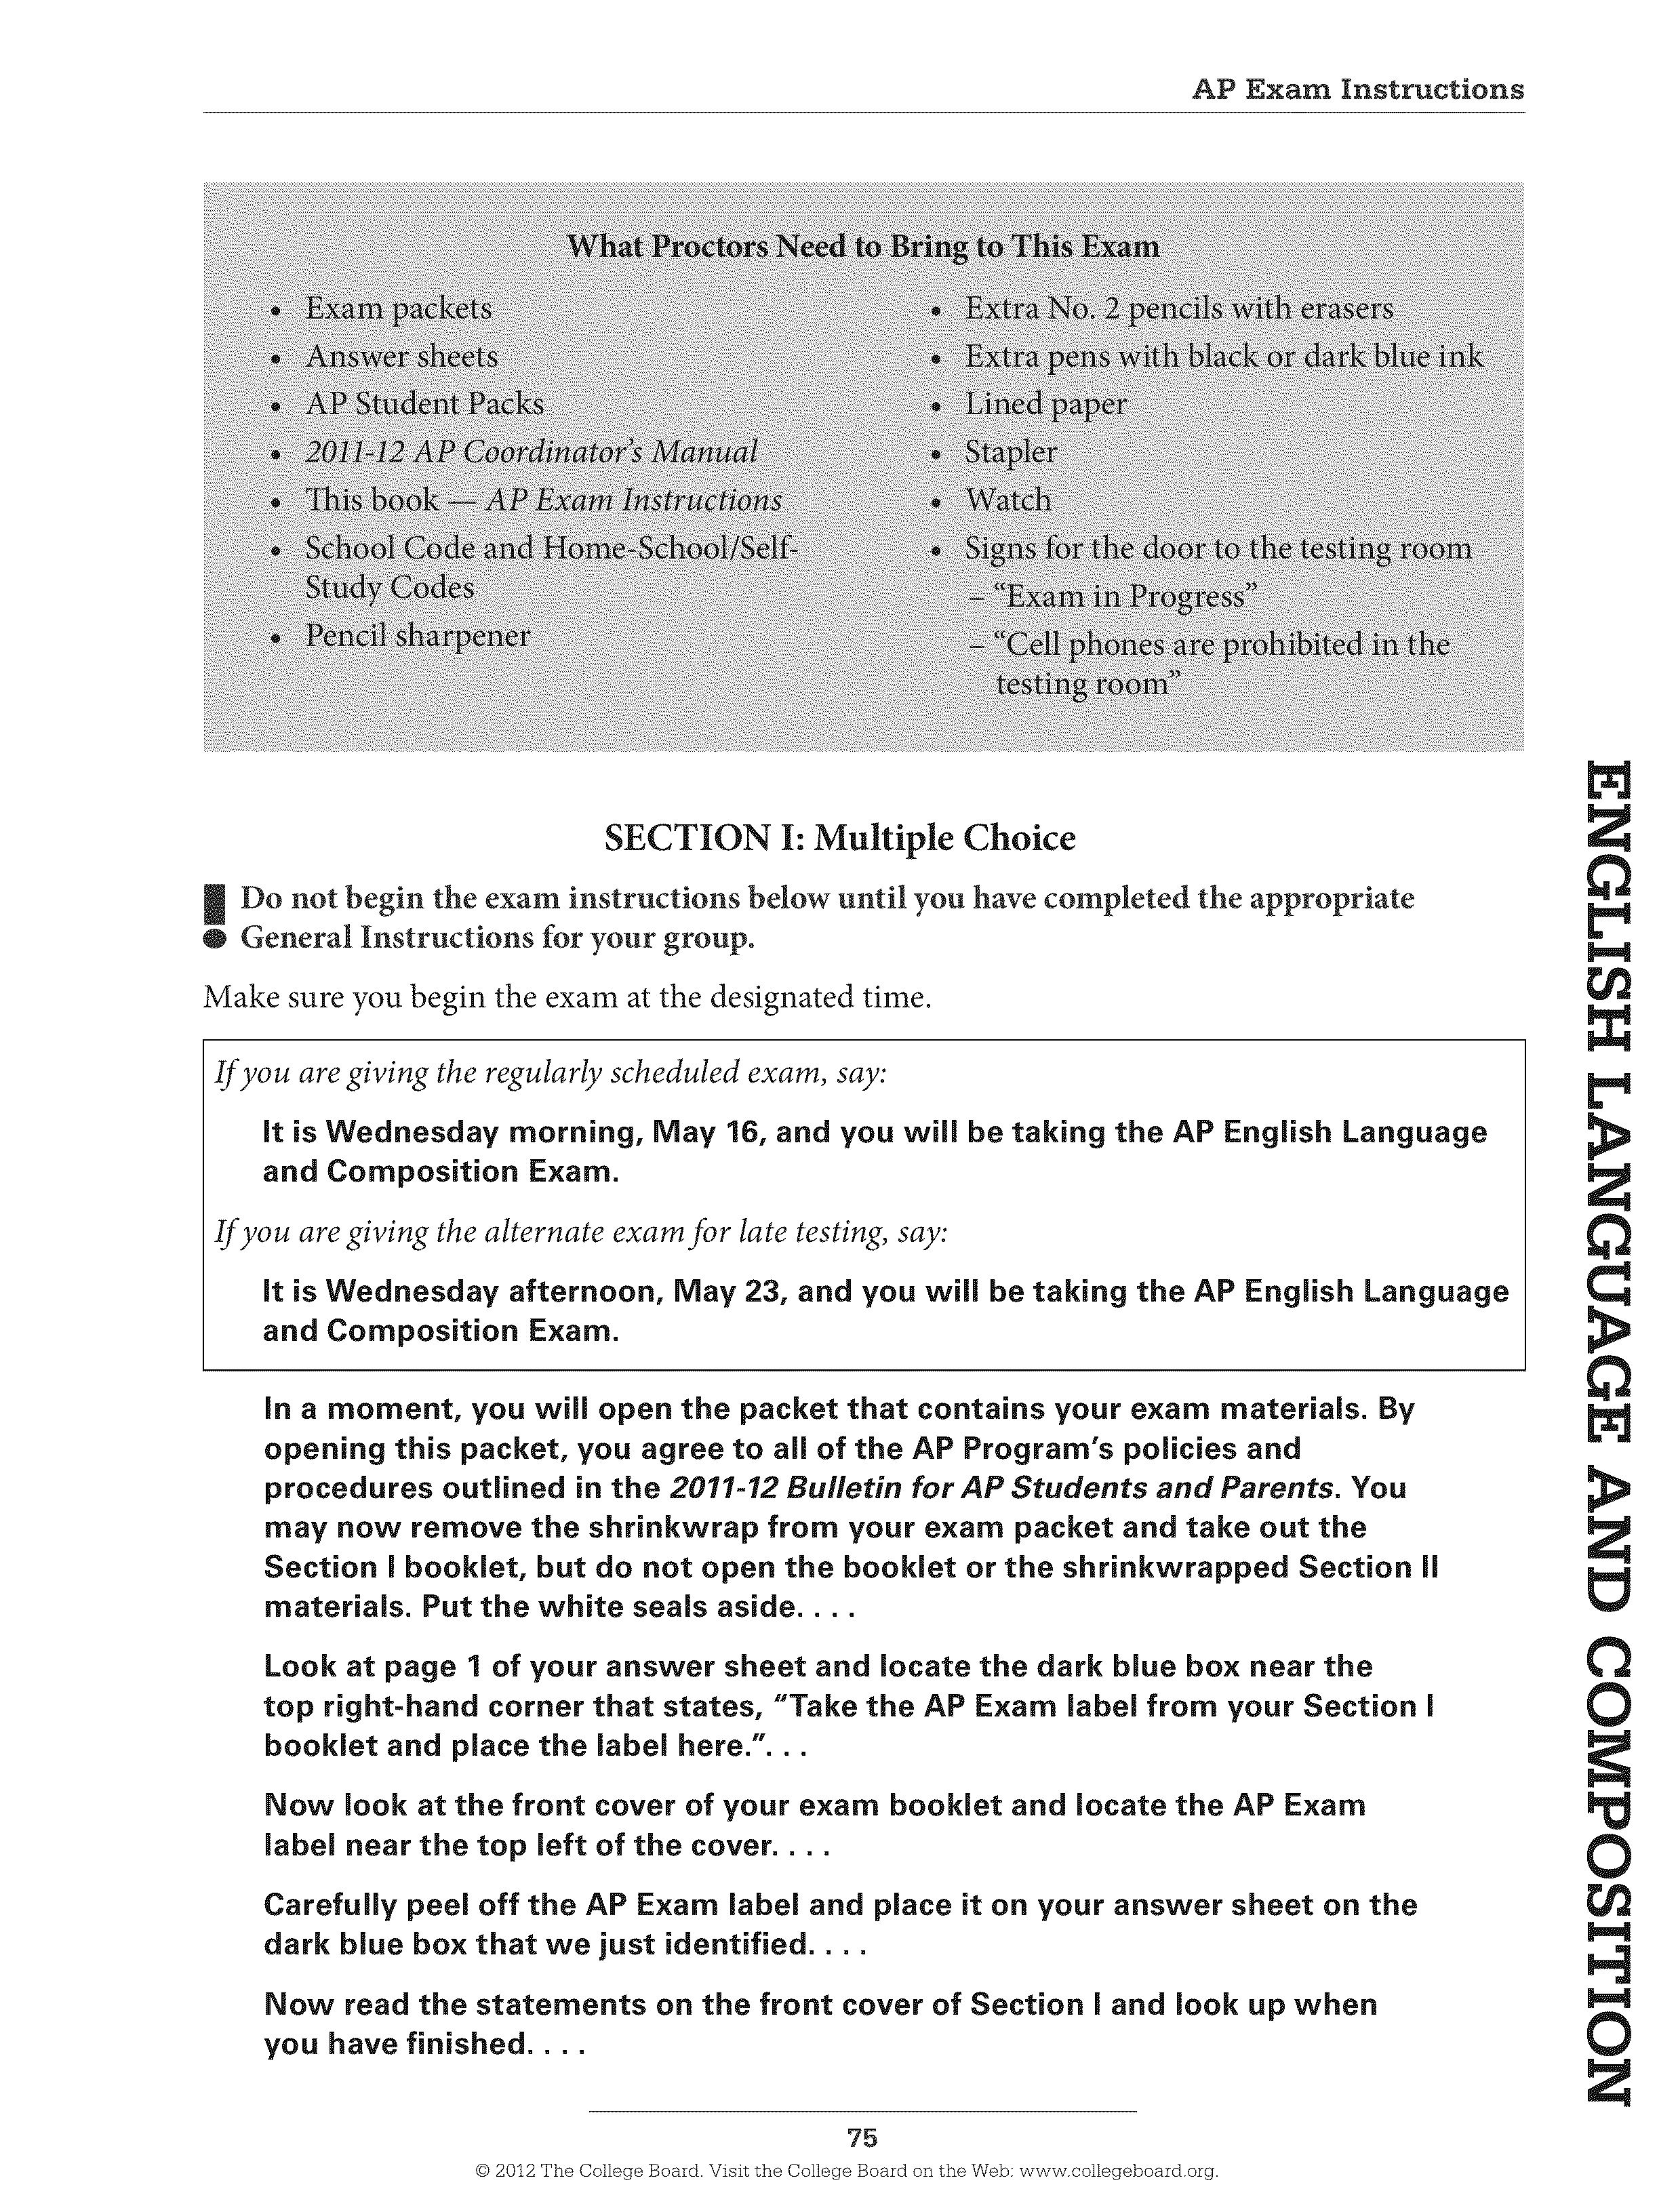 AP Exam Instructions
What Proctors Need to Bring to This Exam
• Exam packets
• Answer sheets
• AP Student Packs
• 2011-12 AP Coordinator's Manual
• This book — AP Exam Instructions
• School Code and Home-School/Self-
Study Codes
• Pencil sharpener
• Extra No. 2 pencils with erasers
• Extra pens with black or dark blue ink
• Lined paper
• Stapler
• Watch
• Signs for the door to the testing room
– “Exam in Progress”
– “Cell phones are prohibited in the
testing room”
SECTION I: Multiple Choice
! Do not begin the exam instructions below until you have completed the appropriate
General Instructions for your group.
Make sure you begin the exam at the designated time.
If you are giving the regularly scheduled exam, say:
It is Wednesday morning, May 16, and you will be taking the AP English Language
and Composition Exam.
If you are giving the alternate exam for late testing, say:
It is Wednesday afternoon, May 23, and you will be taking the AP English Language
and Composition Exam.
In a moment, you will open the packet that contains your exam materials. By
opening this packet, you agree to all of the AP Program's policies and
procedures outlined in the 2011-12 Bulletin for AP Students and Parents. You
may now remove the shrinkwrap from your exam packet and take out the
Section I booklet, but do not open the booklet or the shrinkwrapped Section II
materials. Put the white seals aside. . . .
Look at page 1 of your answer sheet and locate the dark blue box near the
top right-hand corner that states, “Take the AP Exam label from your Section I
booklet and place the label here.”. . .
Now look at the front cover of your exam booklet and locate the AP Exam
label near the top left of the cover. . . .
Carefully peel off the AP Exam label and place it on your answer sheet on the
dark blue box that we just identified. . . .
Now read the statements on the front cover of Section I and look up when
you have finished. . . .
ENGLISH LANGUAGE AND COMPOSITION
75
© 2012 The College Board. Visit the College Board on the Web: www.collegeboard.org.